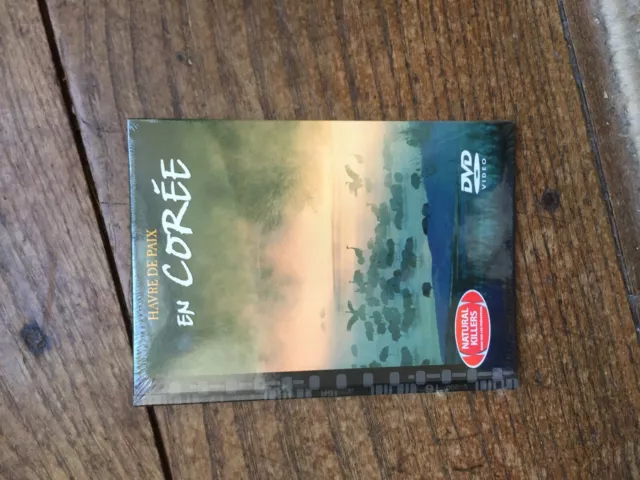 HAVRE DE PAIX
EN CORÉE
DVD
VIDEO
NATURAL
KILLERS